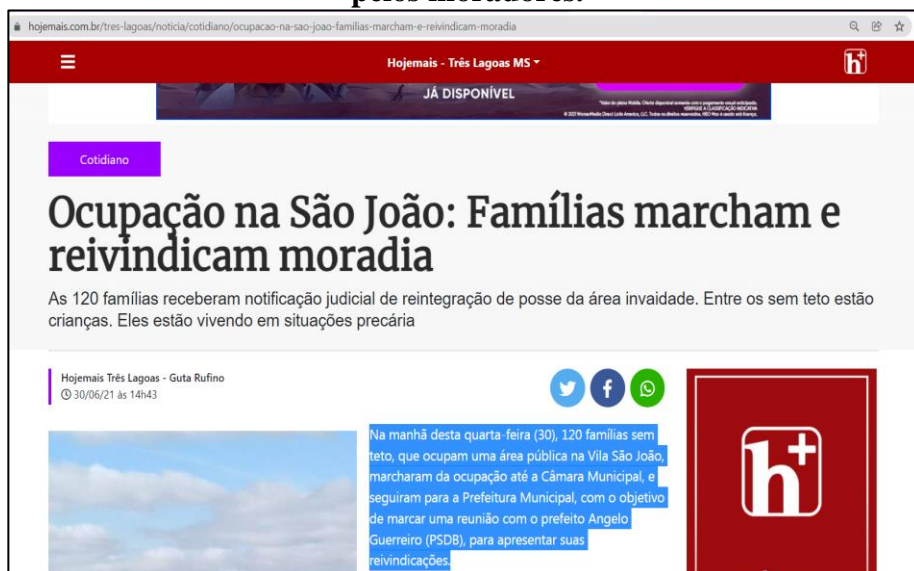 pelos moradores.
hojemais.com.br/tres-lagoas/noticia/cotidiano/ocupacao-na-sao-joao-familias-marcham-e-reivindicam-moradia
Hojemais - Três Lagoas MS
h+
JÁ DISPONÍVEL
Cotidiano
Ocupação na São João: Famílias marcham e
reivindicam moradia
As 120 famílias receberam notificação judicial de reintegração de posse da área invaidade. Entre os sem teto estão
crianças. Eles estão vivendo em situações precária
Hojemais Três Lagoas - Guta Rufino
30/06/21 às 14h43
Na manhã desta quarta-feira (30), 120 famílias sem
teto, que ocupam uma área pública na Vila São João,
marcharam da ocupação até a Câmara Municipal, e
seguiram para a Prefeitura Municipal, com o objetivo
de marcar uma reunião com o prefeito Angelo
Guerreiro (PSDB), para apresentar suas
reivindicações.
h+